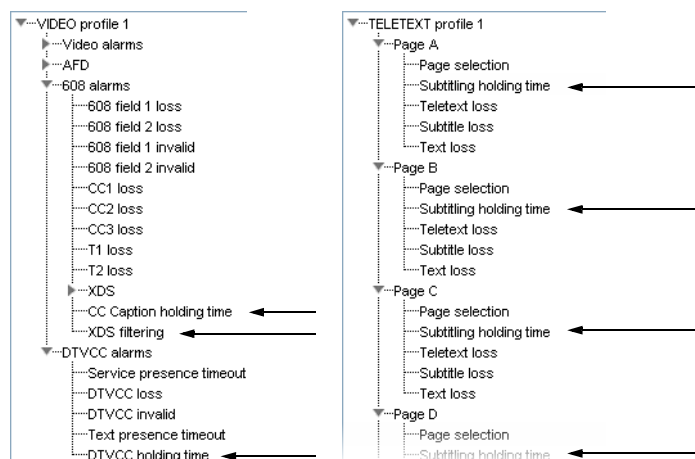 VIDEO profile 1
Video alarms
AFD
608 alarms
608 field 1 loss
608 field 2 loss
608 field 1 invalid
608 field 2 invalid
CC1 loss
CC2 loss
CC3 loss
T1 loss
T2 loss
XDS
CC Caption holding time
XDS filtering
DTVCC alarms
Service presence timeout
DTVCC loss
DTVCC invalid
Text presence timeout
DTVCC holding time
TELETEXT profile 1
Page A
Page selection
Subtitling holding time
Teletext loss
Subtitle loss
Text loss
Page B
Page selection
Subtitling holding time
Teletext loss
Subtitle loss
Text loss
Page C
Page selection
Subtitling holding time
Teletext loss
Subtitle loss
Text loss
Page D
Page selection
Subtitling holding time